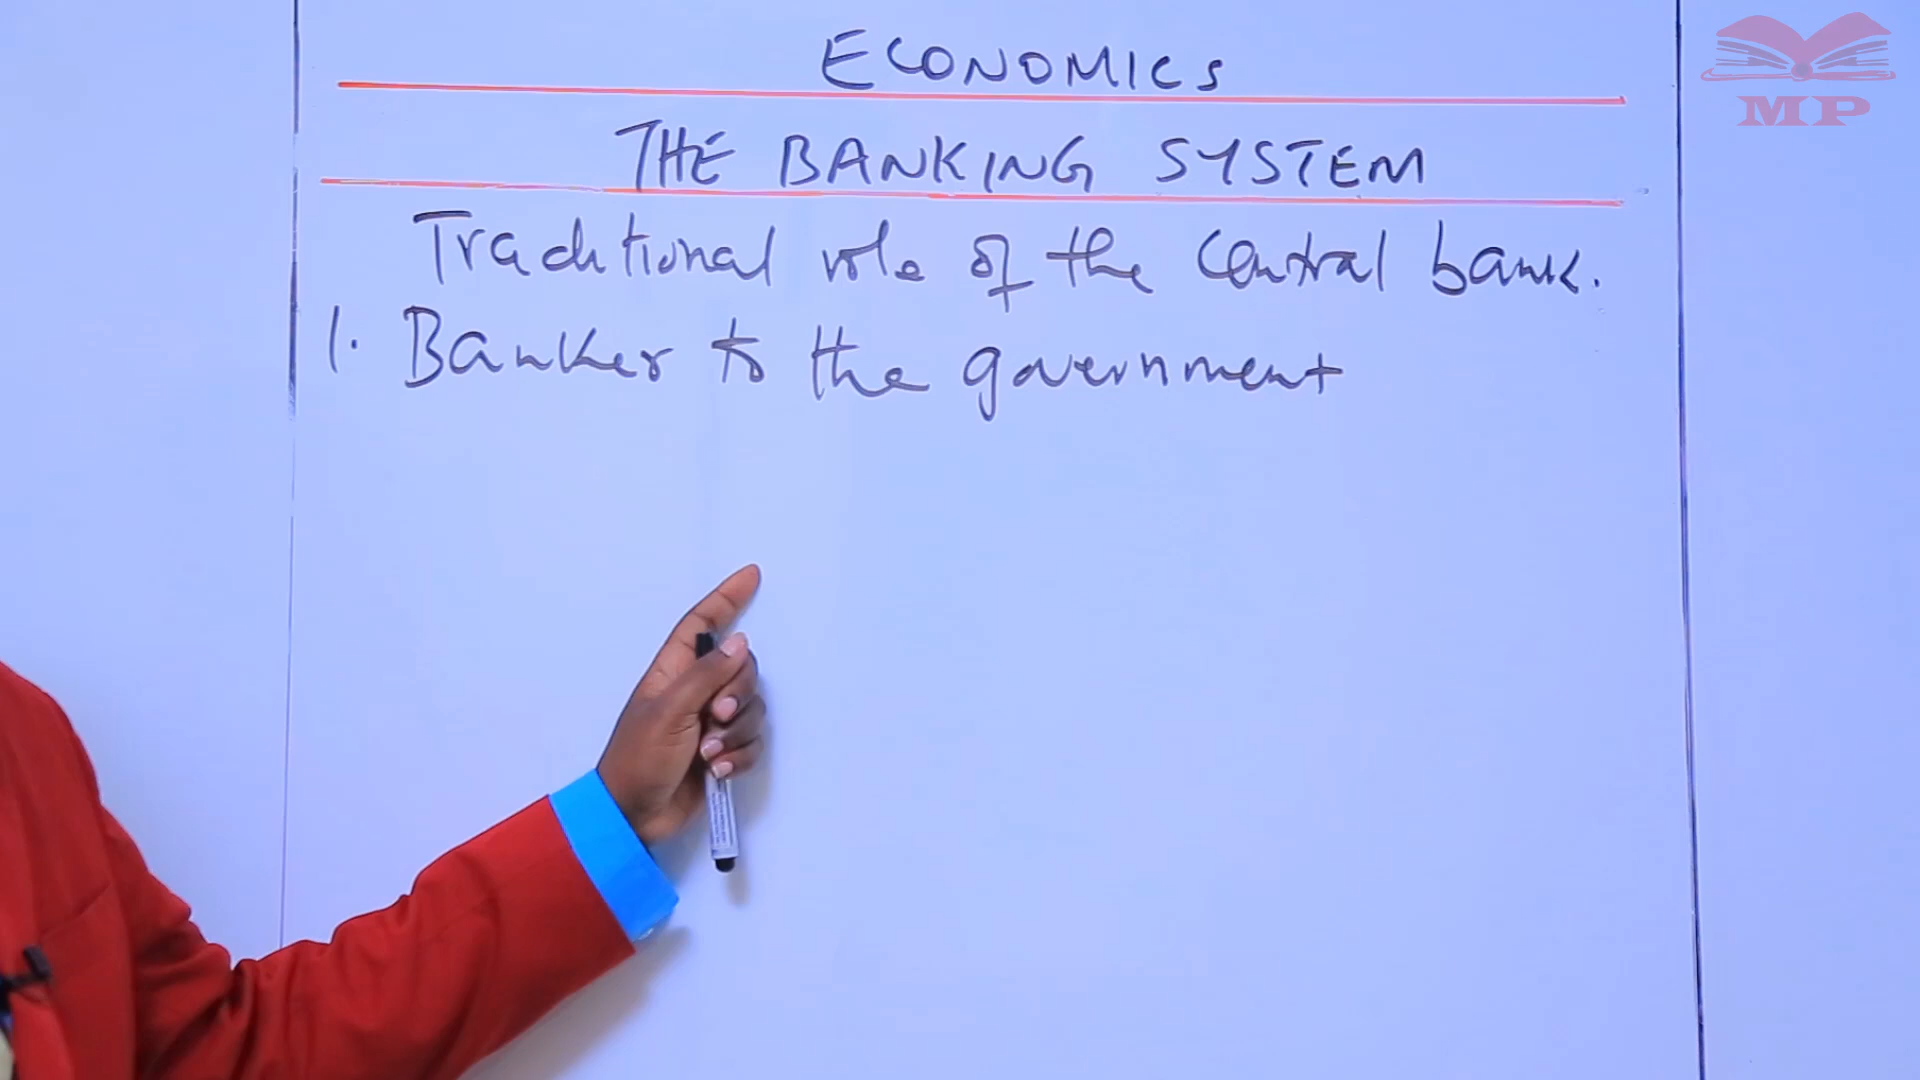 ECONOMICS
MP
THE BANKING SYSTEM
Traditional role of the central bank.
1. Banker to the government